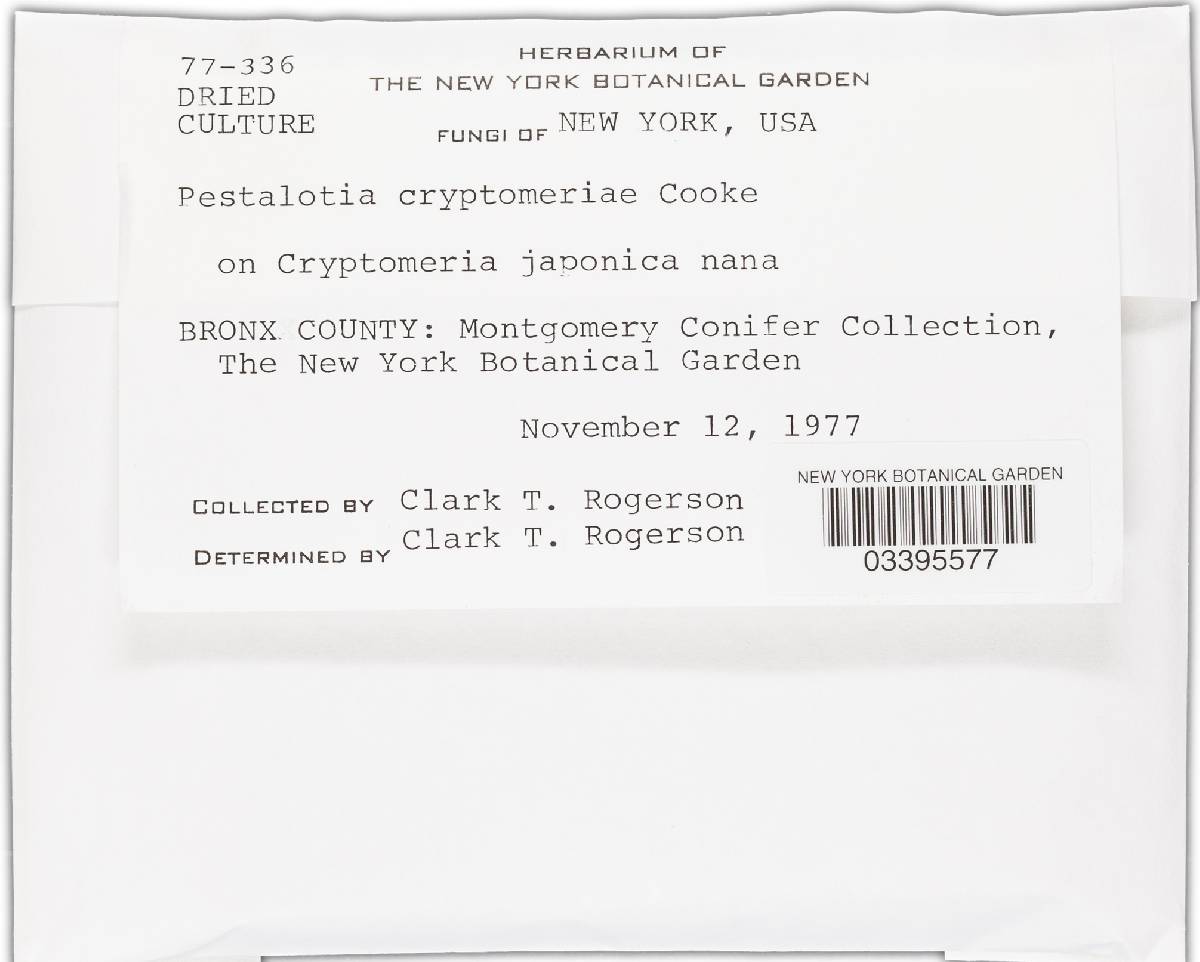 77-336
DRIED
CULTURE
HERBARIUM OF
THE NEW YORK BOTANICAL GARDEN
FUNGI OF NEW YORK, USA
Pestalotia cryptomeriae Cooke
on Cryptomeria japonica nana
BRONX COUNTY: Montgomery Conifer Collection,
The New York Botanical Garden
November 12, 1977
COLLECTED BY Clark T. Rogerson
DETERMINED BY Clark T. Rogerson
NEW YORK BOTANICAL GARDEN
03395577